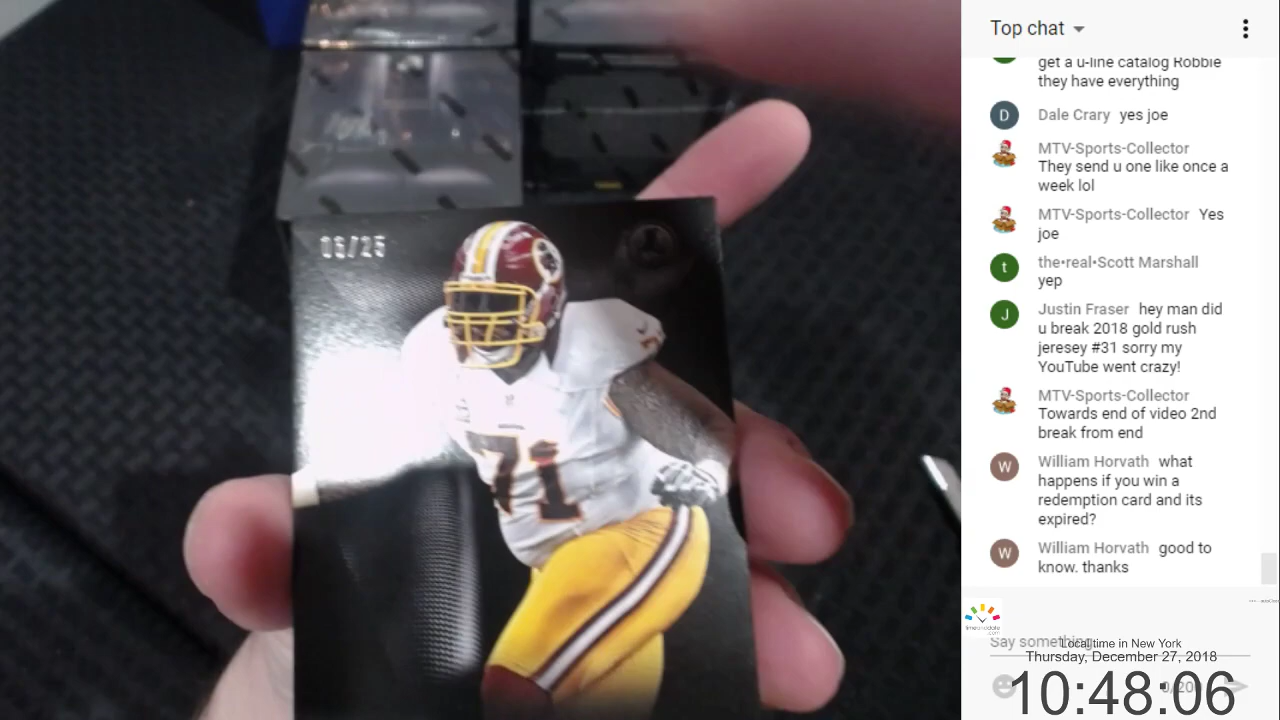 05/25
71
Top chat
get a u-line catalog Robbie
they have everything
D Dale Crary yes joe
MTV-Sports-Collector
They send u one like once a
week lol
MTV-Sports-Collector Yes
joe
t the•real•Scott Marshall
yep
J Justin Fraser hey man did
u break 2018 gold rush
jeresey #31 sorry my
YouTube went crazy!
MTV-Sports-Collector
Towards end of video 2nd
break from end
W William Horvath what
happens if you win a
redemption card and its
expired?
W William Horvath good to
know. thanks
Say something...
Local time in New York
Thursday, December 27, 2018
0/200
10:48.06